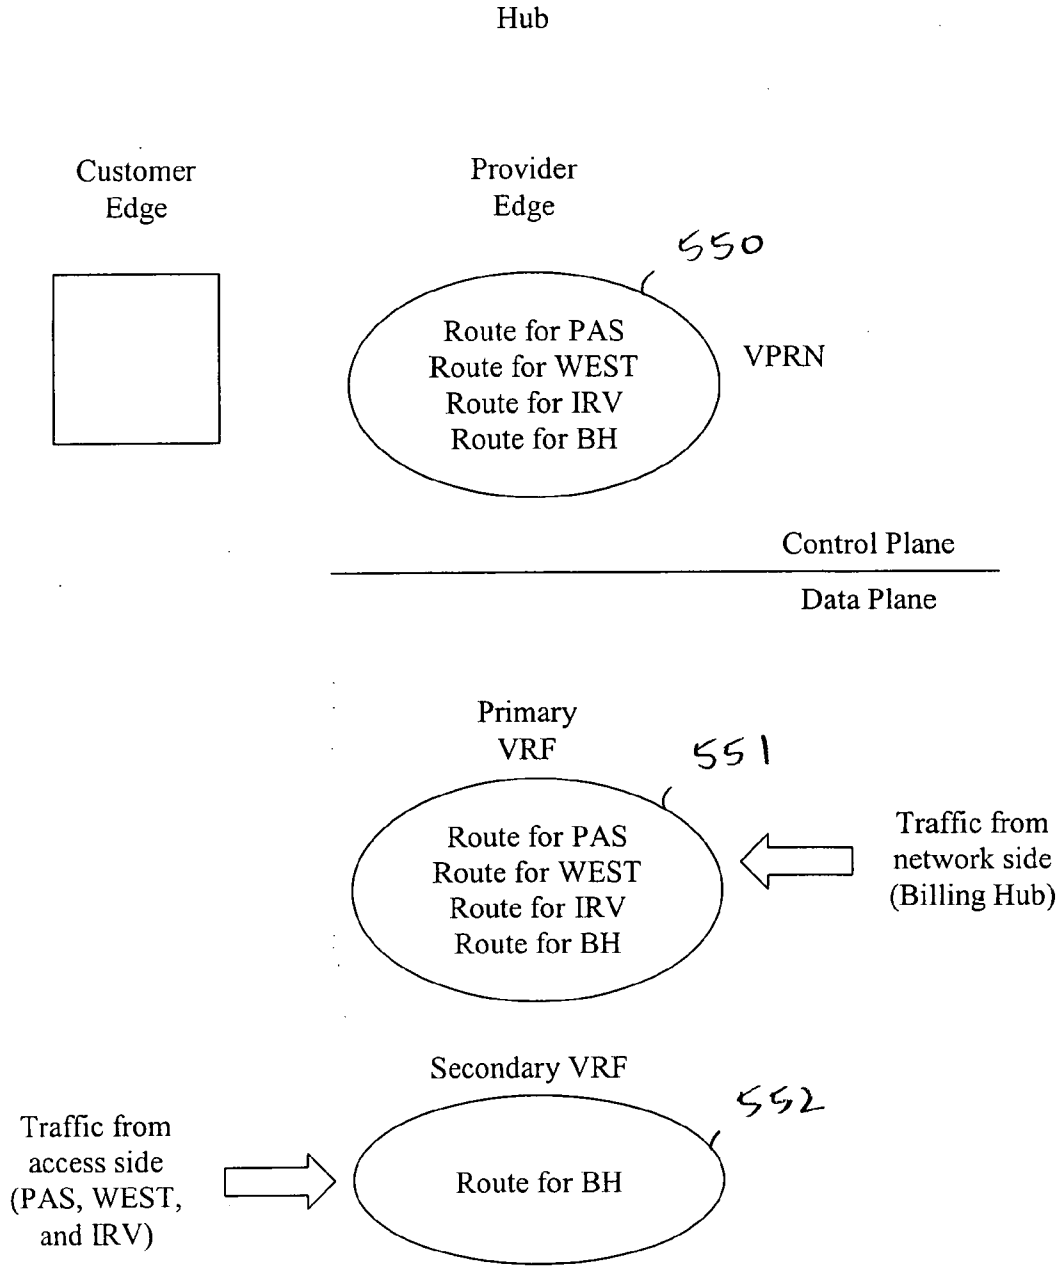 Hub
Customer
Edge
Provider
Edge
550
Route for PAS
Route for WEST
Route for IRV
Route for BH
VPRN
Control Plane
Data Plane
Primary
VRF
551
Route for PAS
Route for WEST
Route for IRV
Route for BH
Traffic from
network side
(Billing Hub)
Secondary VRF
552
Traffic from
access side
(PAS, WEST,
and IRV)
Route for BH